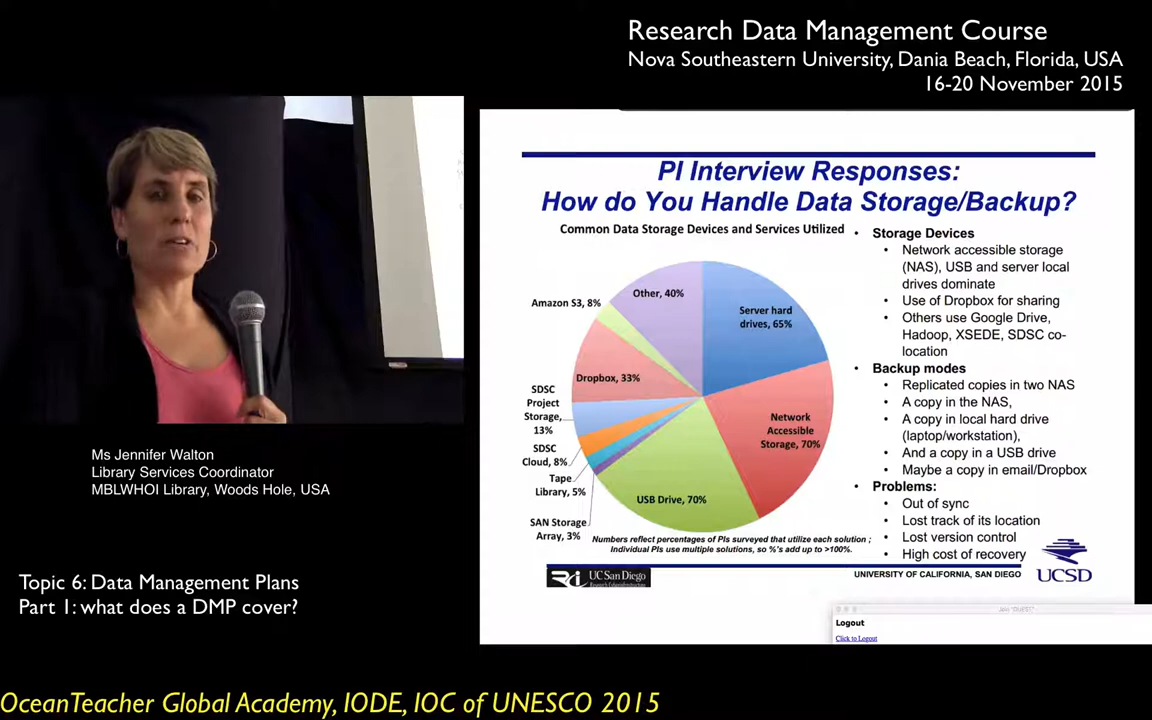 Research Data Management Course
Nova Southeastern University, Dania Beach, Florida, USA
16-20 November 2015
PI Interview Responses:
How do You Handle Data Storage/Backup?
Common Data Storage Devices and Services Utilized
Other, 40%
Server hard
drives, 65%
Amazon S3, 8%
Dropbox, 33%
SDSC
Project
Storage,
13%
Network
Accessible
Storage, 70%
SDSC
Cloud, 8%
Tape
Library, 5%
USB Drive, 70%
SAN Storage
Array, 3%
Numbers reflect percentages of PIs surveyed that utilize each solution ;
Individual PIs use multiple solutions, so %'s add up to >100%.
• Storage Devices
• Network accessible storage
(NAS), USB and server local
drives dominate
• Use of Dropbox for sharing
• Others use Google Drive,
Hadoop, XSEDE, SDSC co-
location
• Backup modes
• Replicated copies in two NAS
• A copy in the NAS,
• A copy in local hard drive
(laptop/workstation),
• And a copy in a USB drive
• Maybe a copy in email/Dropbox
• Problems:
• Out of sync
• Lost track of its location
• Lost version control
• High cost of recovery
UC San Diego
UNIVERSITY OF CALIFORNIA, SAN DIEGO
UCSD
Logout
Click to Logout
Ms Jennifer Walton
Library Services Coordinator
MBLWHOI Library, Woods Hole, USA
Topic 6: Data Management Plans
Part 1: what does a DMP cover?
OceanTeacher Global Academy, IODE, IOC of UNESCO 2015